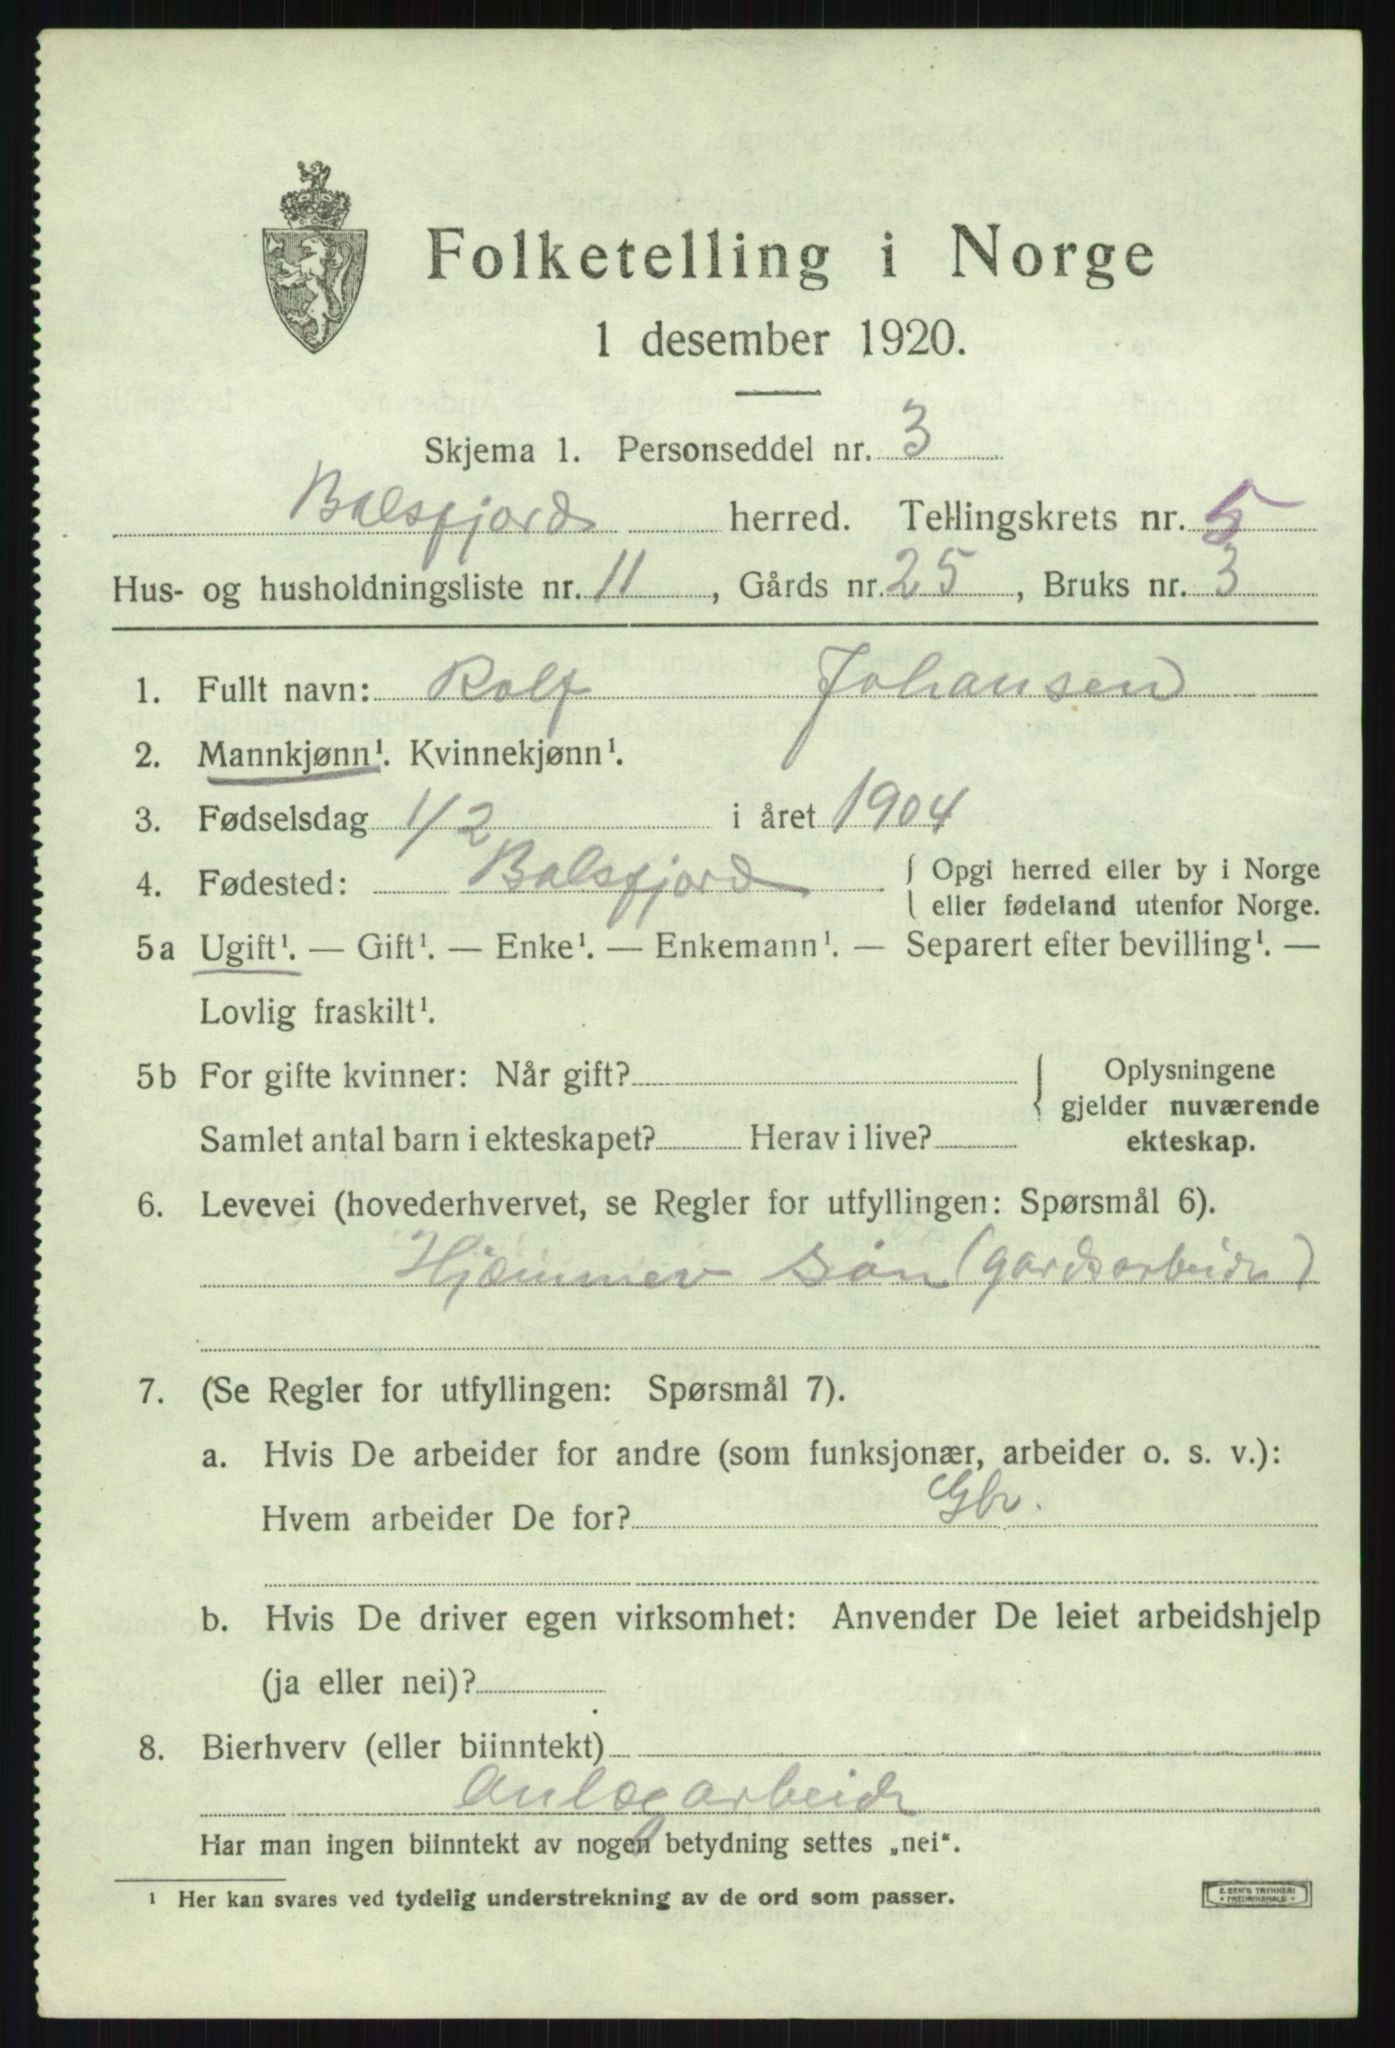 Folketelling i Norge
1 desember 1920.
Skjema 1. Personseddel nr. 3
Balsfjord herred. Tellingskrets nr. 5
Hus- og husholdningsliste nr. 11, Gårds nr. 25, Bruks nr. 3
1. Fullt navn: Rolf Johansen
2. Mannkjønn¹. Kvinnekjønn¹.
3. Fødselsdag 1/2 i året 1904
4. Fødested: Balsfjord { Opgi herred eller by i Norge
eller fødeland utenfor Norge.
5a Ugift¹. — Gift¹. — Enke¹. — Enkemann¹. — Separert efter bevilling¹. —
Lovlig fraskilt¹.
5b For gifte kvinner: Når gift? { Oplysningene
gjelder nuværende
Samlet antal barn i ekteskapet? Herav i live? ekteskap.
6. Levevei (hovederhvervet, se Regler for utfyllingen: Spørsmål 6).
Hjemmev søn (gardsarbeide)
7. (Se Regler for utfyllingen: Spørsmål 7).
a. Hvis De arbeider for andre (som funksjonær, arbeider o. s. v.):
Hvem arbeider De for? Gbr.
b. Hvis De driver egen virksomhet: Anvender De leiet arbeidshjelp
(ja eller nei)?
8. Bierhverv (eller biinntekt)
Anlægarbeide
Har man ingen biinntekt av nogen betydning settes „nei“.
¹ Her kan svares ved tydelig understrekning av de ord som passer.
E. SEM'S TRYKKERI
* FREDRIKSHALD *